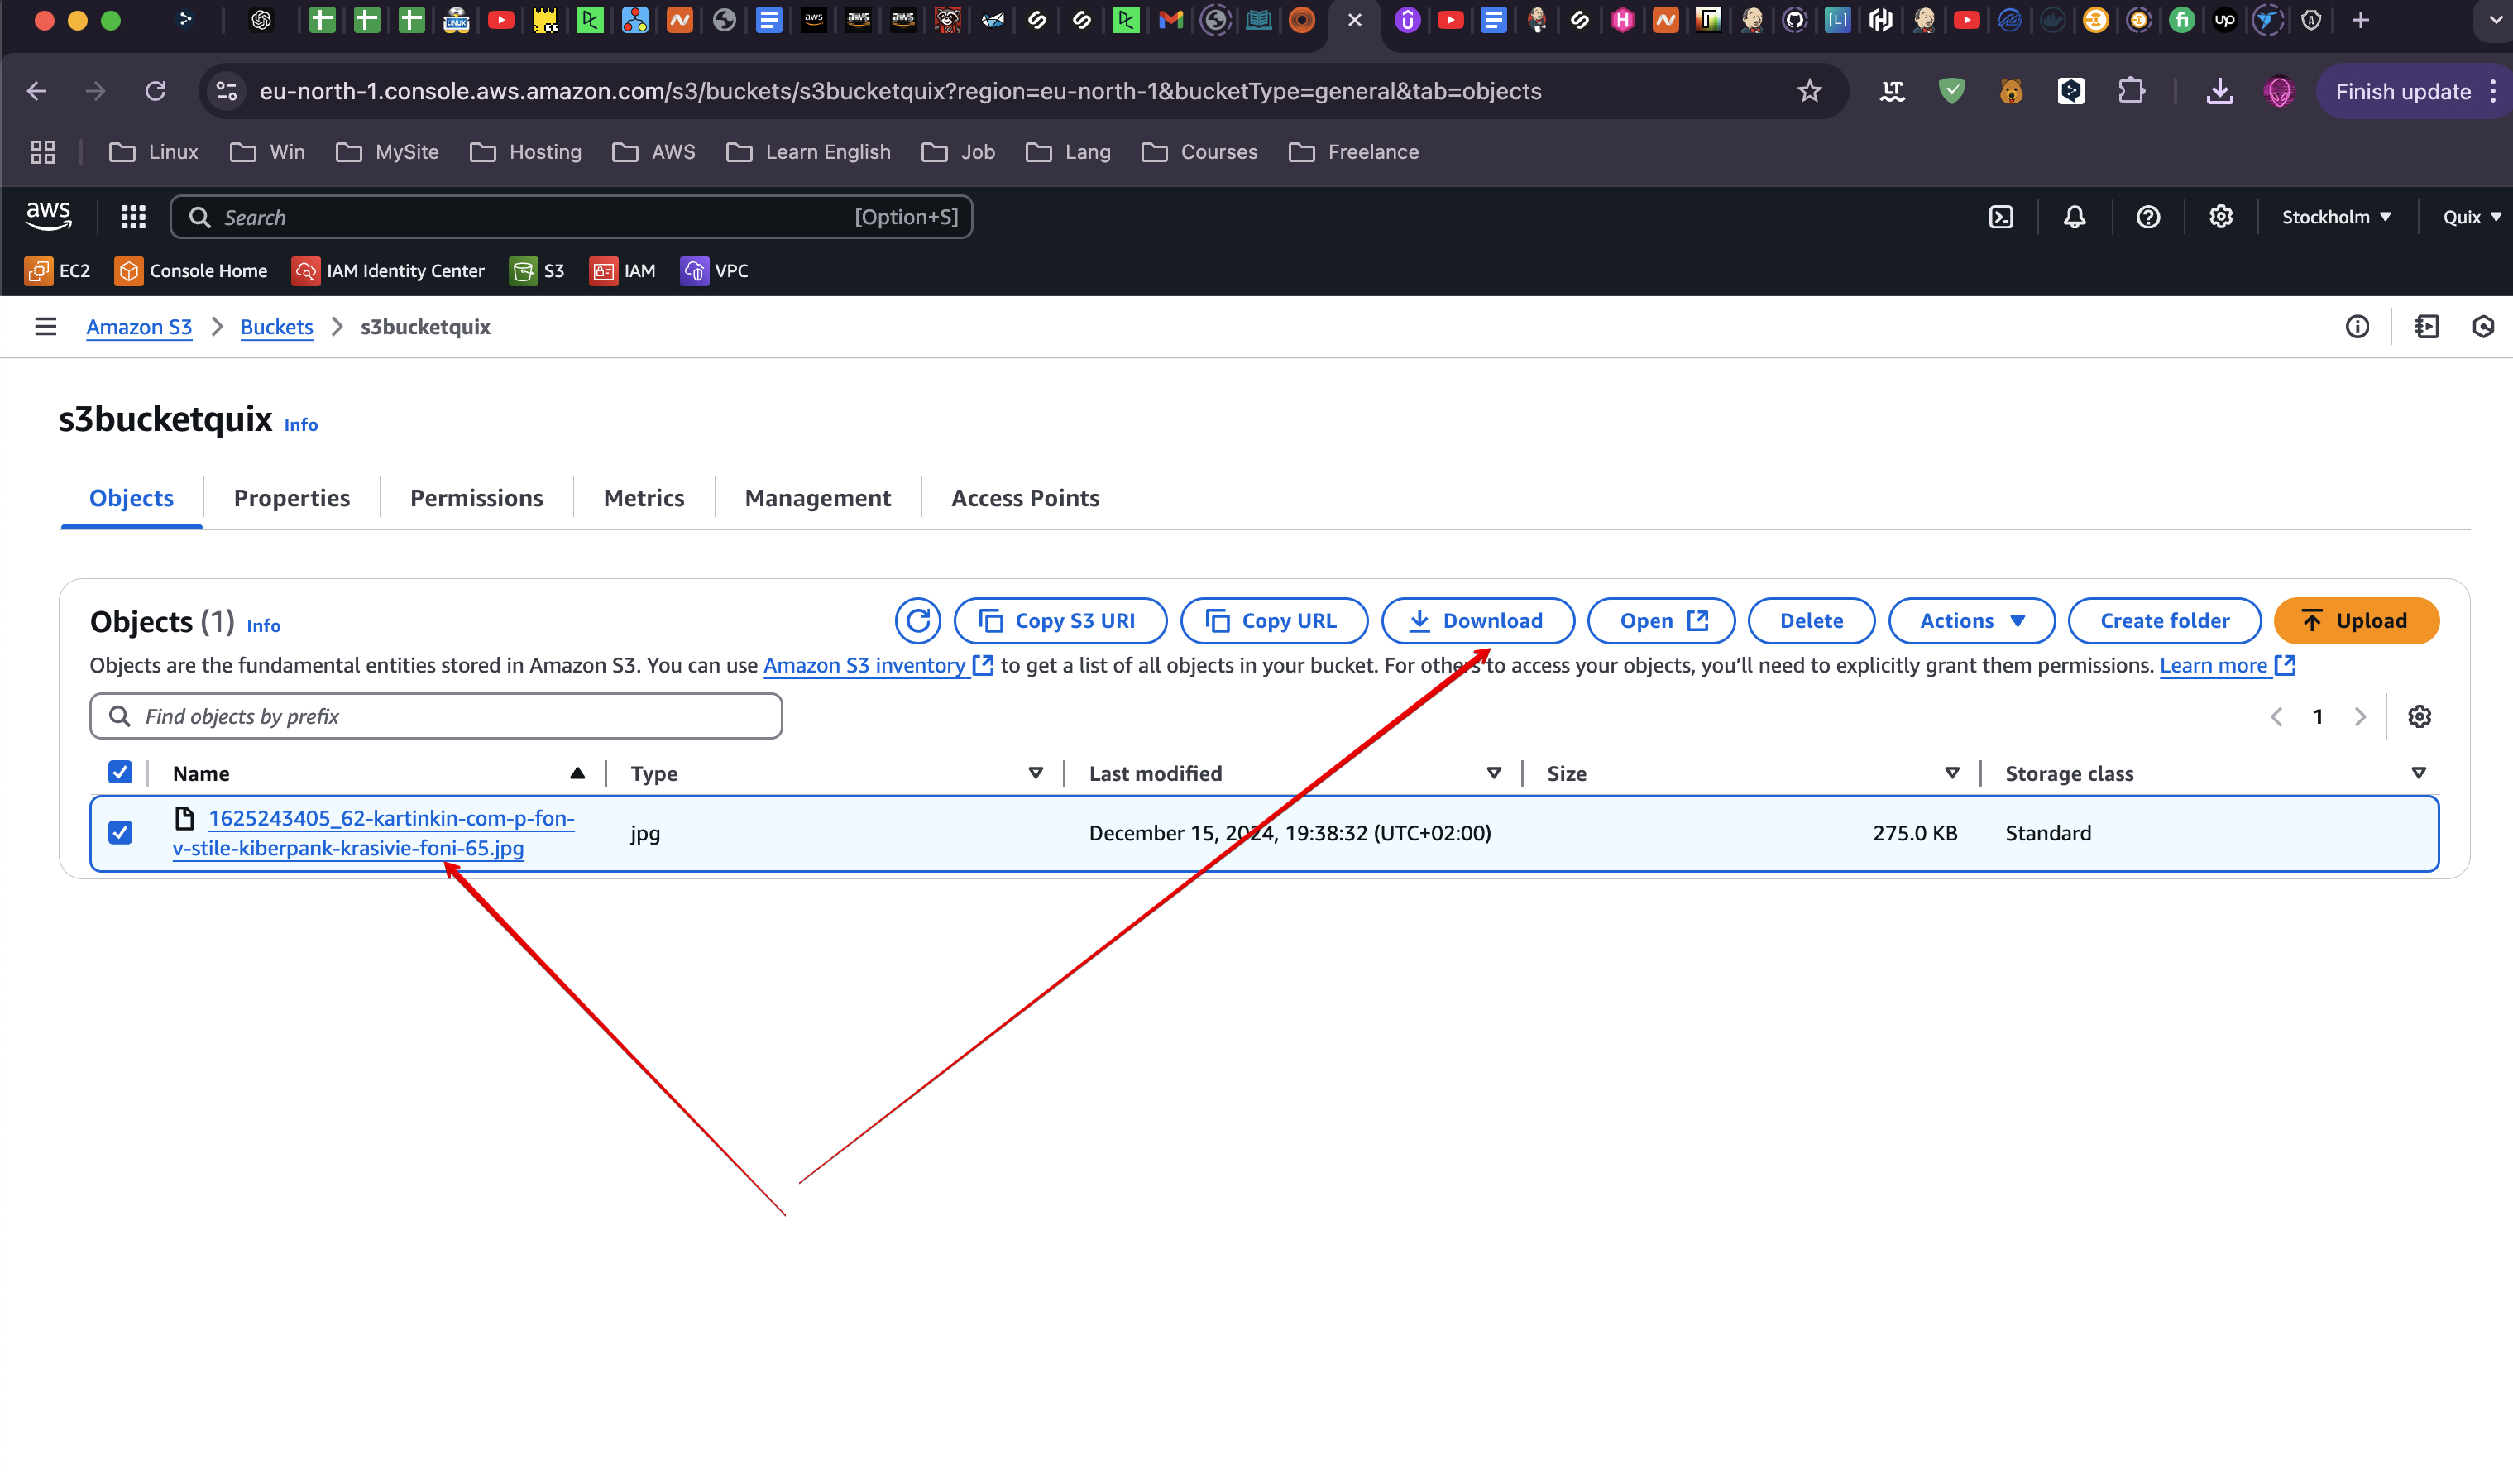 eu-north-1.console.aws.amazon.com/s3/buckets/s3bucketquix?region=eu-north-1&bucketType=general&tab=objects
Finish update
Linux Win MySite Hosting AWS Learn English Job Lang Courses Freelance
aws Search [Option+S] Stockholm Quix
EC2 Console Home IAM Identity Center S3 IAM VPC
Amazon S3 Buckets s3bucketquix
s3bucketquix Info
Objects Properties Permissions Metrics Management Access Points
Objects (1) Info Copy S3 URI Copy URL Download Open Delete Actions Create folder Upload
Objects are the fundamental entities stored in Amazon S3. You can use Amazon S3 inventory to get a list of all objects in your bucket. For others to access your objects, you’ll need to explicitly grant them permissions. Learn more
Find objects by prefix 1
Name Type Last modified Size Storage class
1625243405_62-kartinkin-com-p-fon-
v-stile-kiberpank-krasivie-foni-65.jpg
jpg December 15, 2024, 19:38:32 (UTC+02:00) 275.0 KB Standard